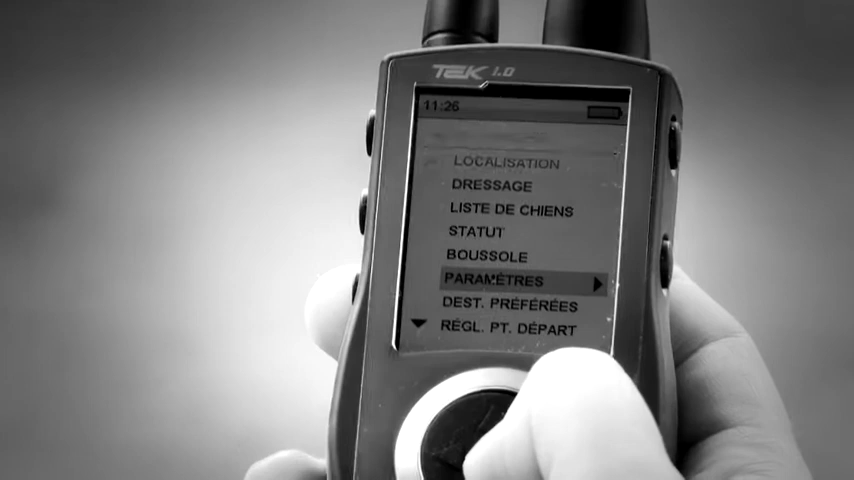 TEK 1.0
11:26
LOCALISATION
DRESSAGE
LISTE DE CHIENS
STATUT
BOUSSOLE
PARAMÈTRES
DEST. PRÉFÉRÉES
RÉGL. PT. DÉPART